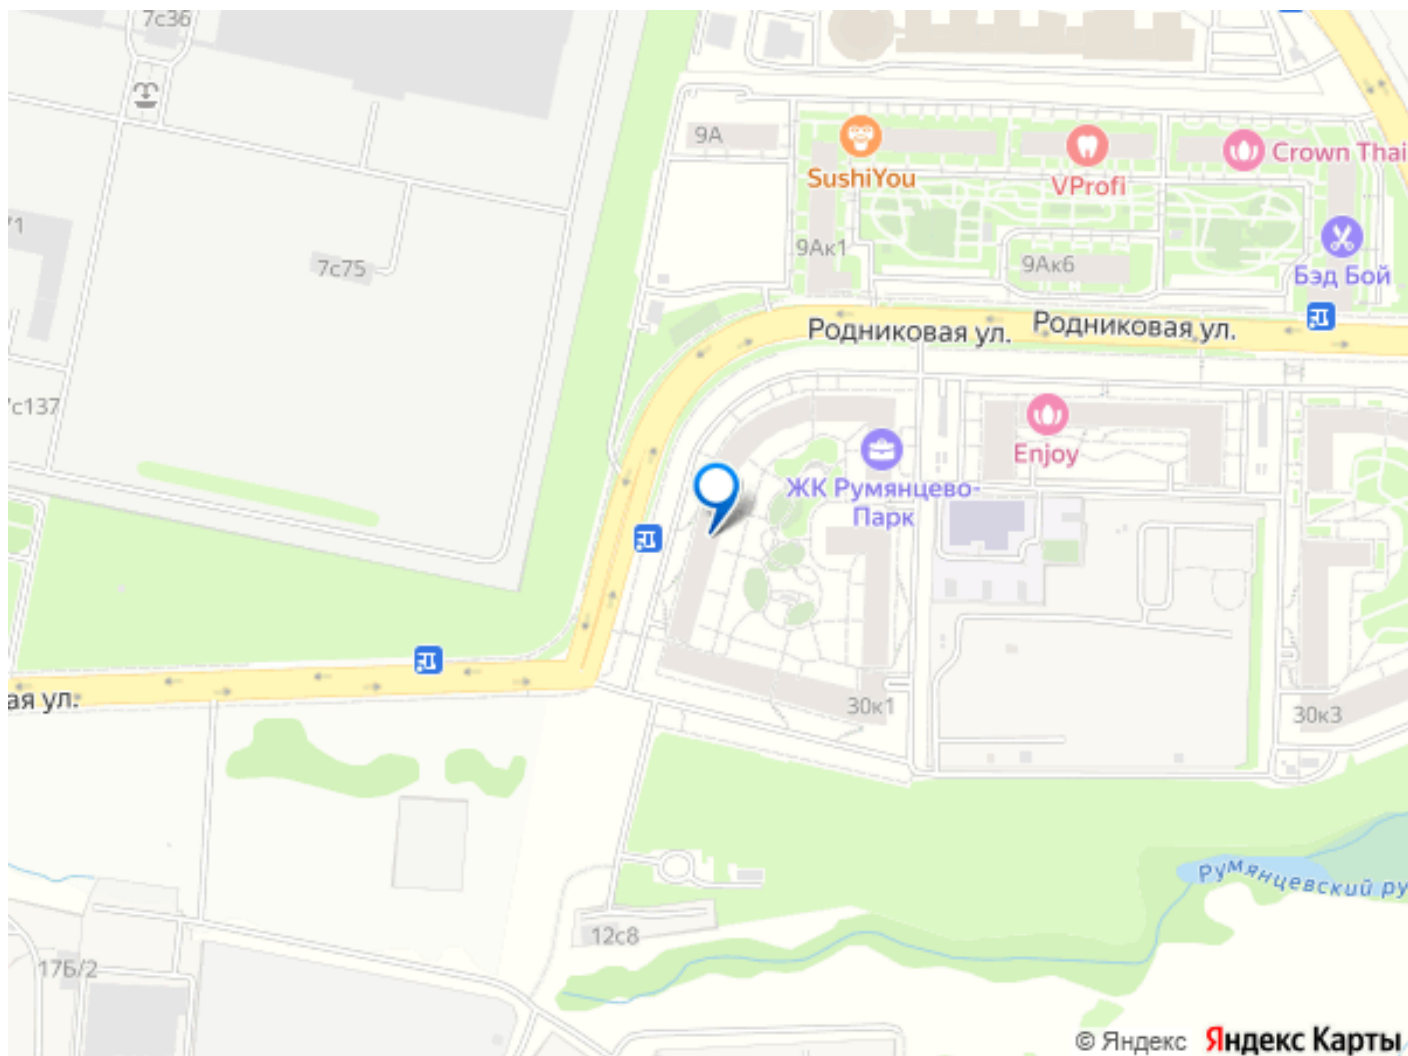 7с36
9А
SushiYou
VProfi
Crown Thai
/1
7с75
9Ак1
9Ак6
Бэд Бой
Родниковая ул.
Родниковая ул.
7с137
Enjoy
ЖК Румянцево-
Парк
ая ул.
30к1
30к3
Румянцевский ру
12с8
17Б/2
© Яндекс Яндекс Карты